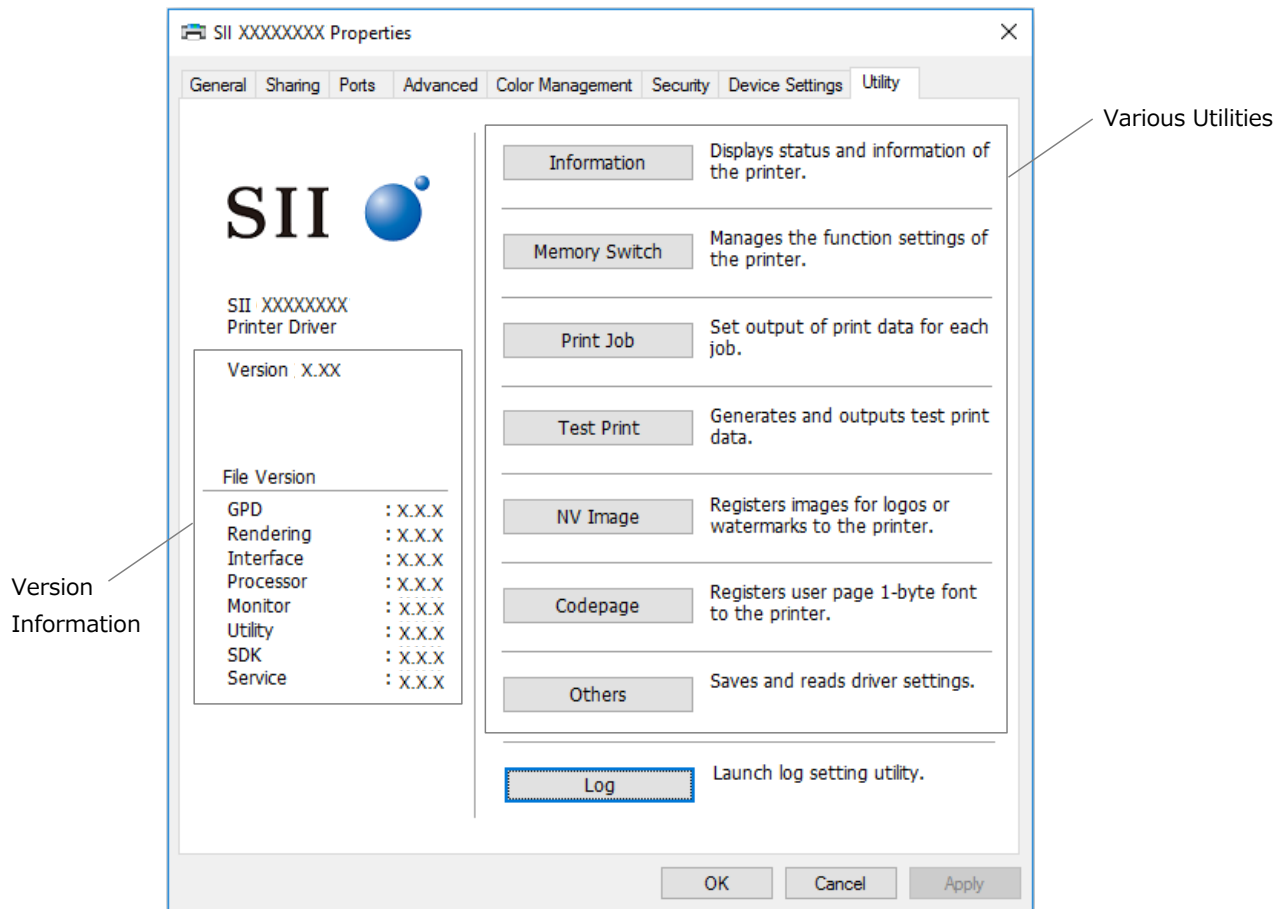 SII XXXXXXXX Properties
General Sharing Ports Advanced Color Management Security Device Settings Utility
Various Utilities
SII
SII XXXXXXXX
Printer Driver
Version X.XX
File Version
GPD : X.X.X
Rendering : X.X.X
Interface : X.X.X
Processor : X.X.X
Monitor : X.X.X
Utility : X.X.X
SDK : X.X.X
Service : X.X.X
Version
Information
Information
Displays status and information of
the printer.
Memory Switch
Manages the function settings of
the printer.
Print Job
Set output of print data for each
job.
Test Print
Generates and outputs test print
data.
NV Image
Registers images for logos or
watermarks to the printer.
Codepage
Registers user page 1-byte font
to the printer.
Others
Saves and reads driver settings.
Log
Launch log setting utility.
OK Cancel Apply